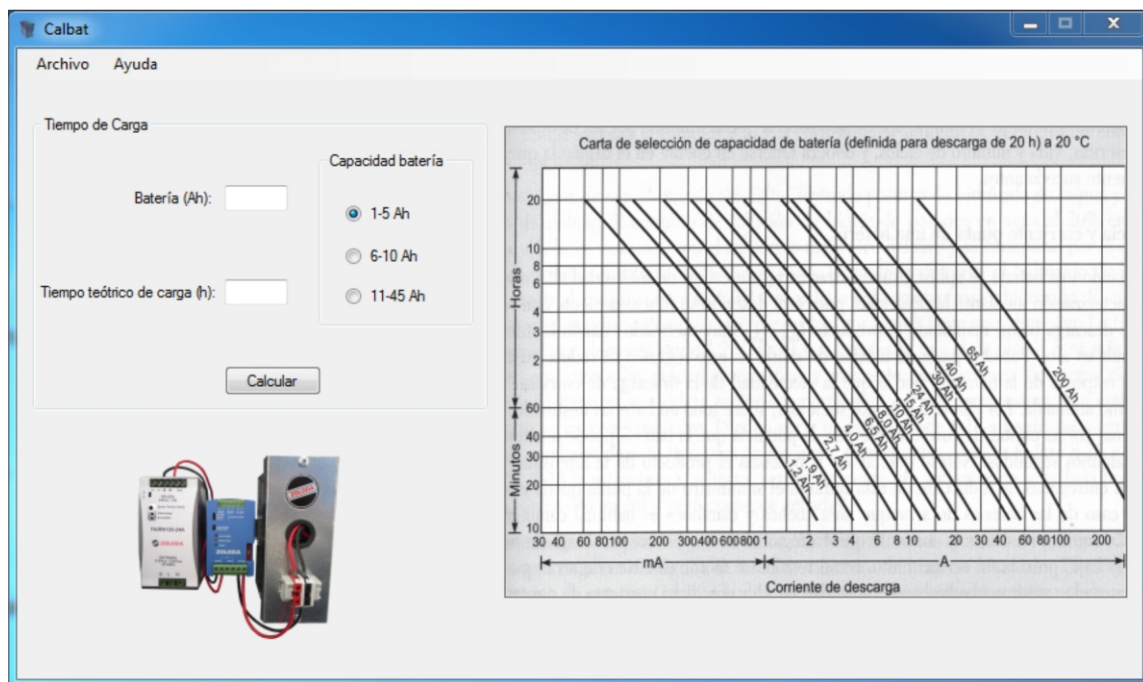 Calbat
Archivo Ayuda
Tiempo de Carga
Batería (Ah):
Tiempo teótrico de carga (h):
Capacidad batería
1-5 Ah
6-10 Ah
11-45 Ah
Calcular
Carta de selección de capacidad de batería (definida para descarga de 20 h) a 20 °C
Horas
Minutos
20
10
8
6
4
3
2
60
40
30
20
10
1.2 Ah
1.9 Ah
2.7 Ah
4.0 Ah
6.5 Ah
8.0 Ah
10 Ah
15 Ah
24 Ah
30 Ah
40 Ah
65 Ah
200 Ah
30 40 60 80100 200 300400 600800 1 2 3 4 6 8 10 20 30 40 60 80100 200
mA A
Corriente de descarga
ZOLODA
ZOLODA